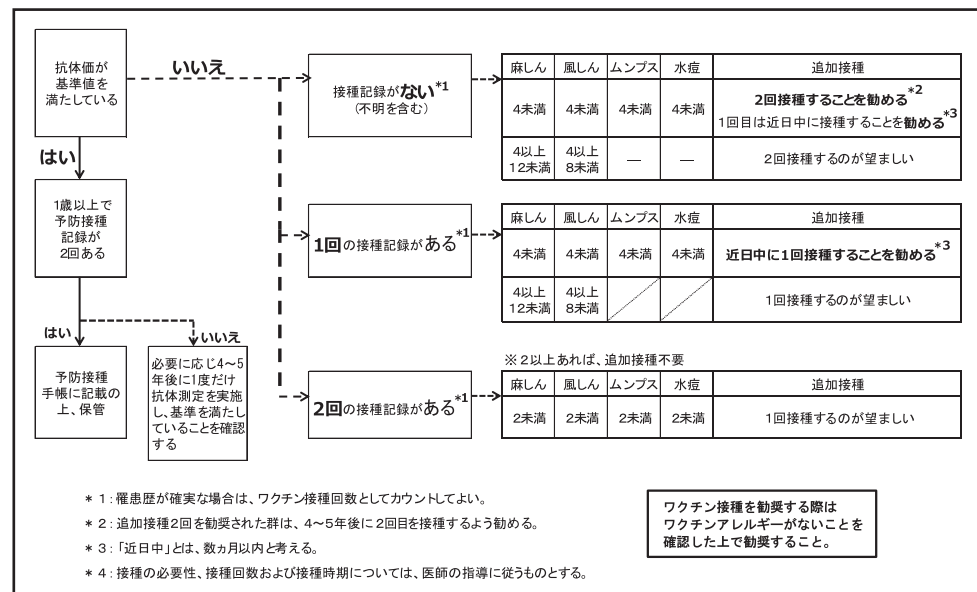 抗体価が
基準値を
満たしている
いいえ
はい
1歳以上で
予防接種
記録が
2回ある
はい
いいえ
予防接種
手帳に記載の
上、保管
必要に応じ4～5
年後に1度だけ
抗体測定を実施
し、基準を満たし
ていることを確認
する
接種記録がない*1
(不明を含む)
麻しん 風しん ムンプス 水痘 追加接種
4未満 4未満 4未満 4未満 2回接種することを勧める*2
1回目は近日中に接種することを勧める*3
4以上 4以上
12未満 8未満 ― ― 2回接種するのが望ましい
1回の接種記録がある*1
麻しん 風しん ムンプス 水痘 追加接種
4未満 4未満 4未満 4未満 近日中に1回接種することを勧める*3
4以上 4以上
12未満 8未満 1回接種するのが望ましい
※2以上あれば、追加接種不要
2回の接種記録がある*1
麻しん 風しん ムンプス 水痘 追加接種
2未満 2未満 2未満 2未満 1回接種するのが望ましい
＊1：罹患歴が確実な場合は、ワクチン接種回数としてカウントしてよい。
＊2：追加接種2回を勧奨された群は、4～5年後に2回目を接種するよう勧める。
＊3：「近日中」とは、数ヵ月以内と考える。
＊4：接種の必要性、接種回数および接種時期については、医師の指導に従うものとする。
ワクチン接種を勧奨する際は
ワクチンアレルギーがないことを
確認した上で勧奨すること。